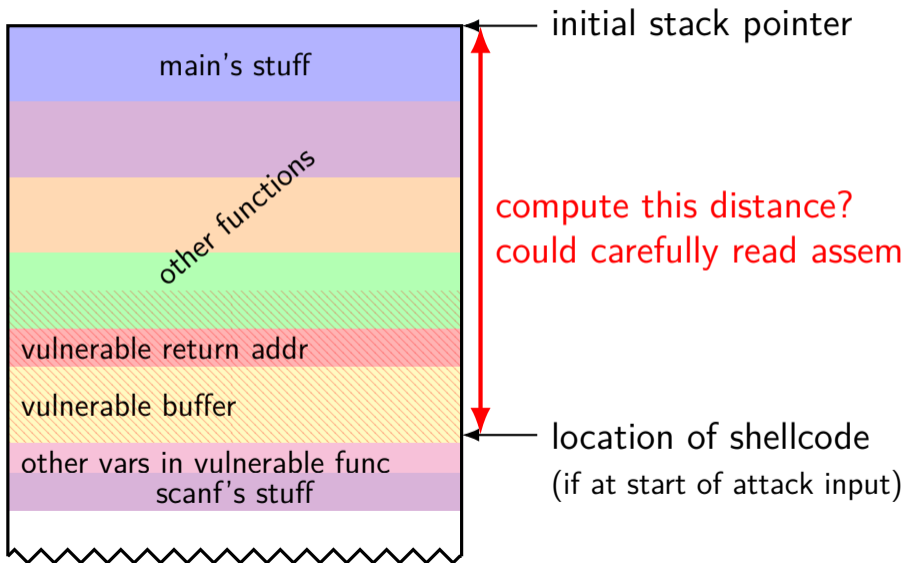 initial stack pointer
main's stuff
other functions
compute this distance?
could carefully read assem
vulnerable return addr
vulnerable buffer
location of shellcode
other vars in vulnerable func
(if at start of attack input)
scanf's stuff